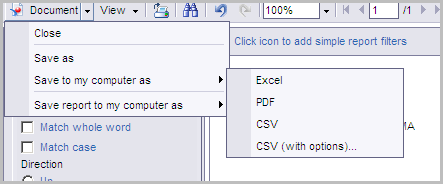 Document View 100% 1 /1
Close
Click icon to add simple report filters
Save as
Save to my computer as
Excel
Save report to my computer as
PDF
Match whole word
CSV
MA
Match case
CSV (with options)...
Direction